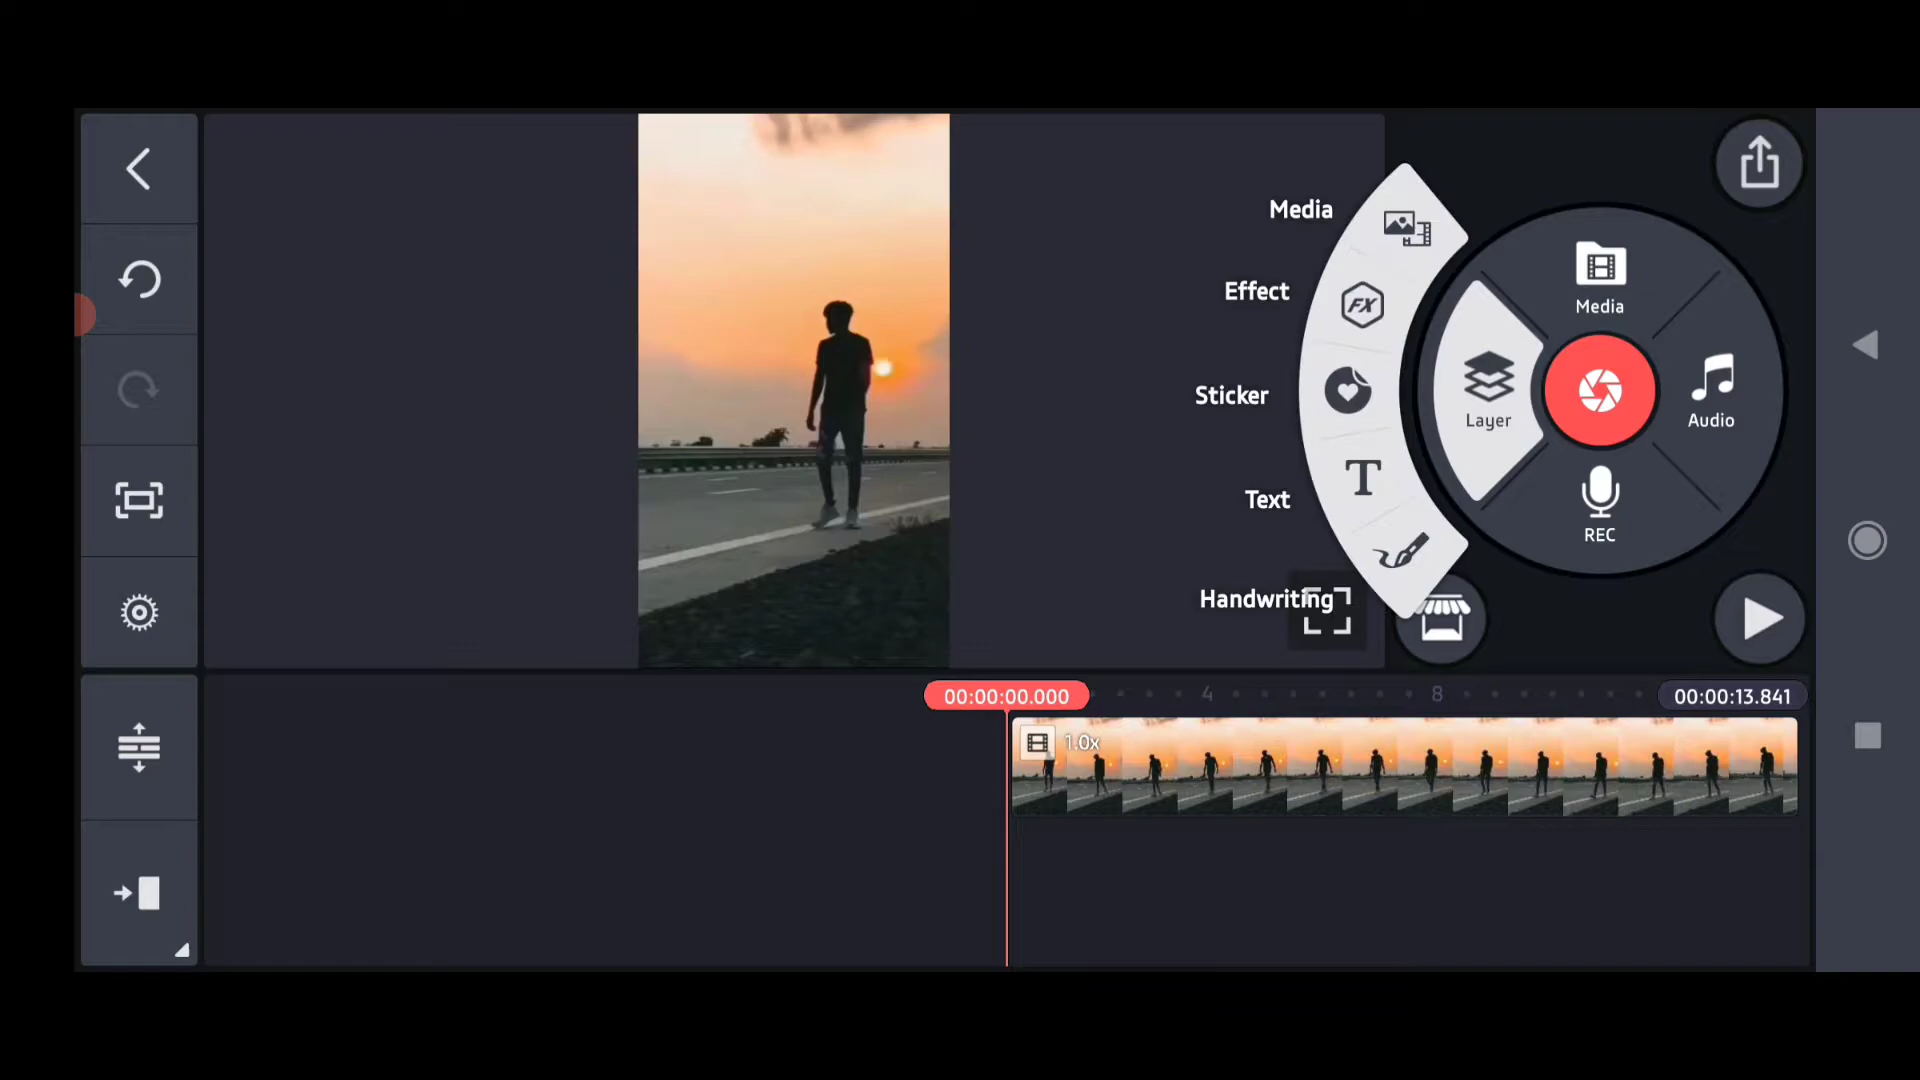 Media
Effect
Sticker
Text
Handwriting
FX
T
Media
Layer
Audio
REC
00:00:00.000
4
8
00:00:13.841
1.0x